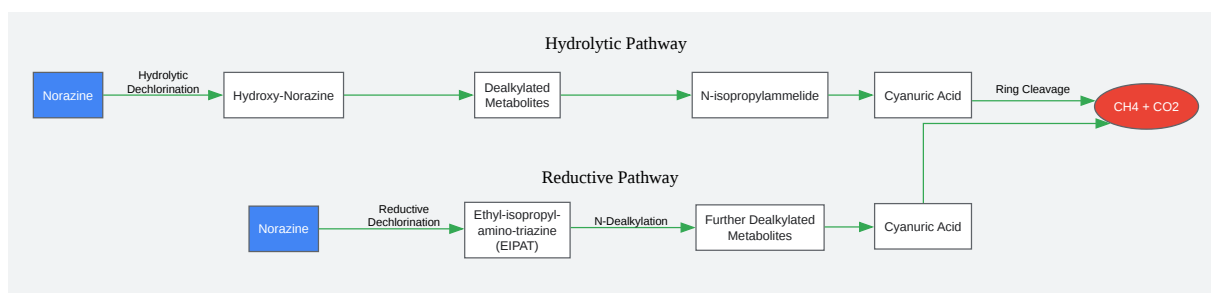 Hydrolytic Pathway
Norazine
Hydrolytic
Dechlorination
Hydroxy-Norazine
Dealkylated
Metabolites
N-isopropylammelide
Cyanuric Acid
Ring Cleavage
CH4 + CO2
Reductive Pathway
Norazine
Reductive
Dechlorination
Ethyl-isopropyl-
amino-triazine
(EIPAT)
N-Dealkylation
Further Dealkylated
Metabolites
Cyanuric Acid